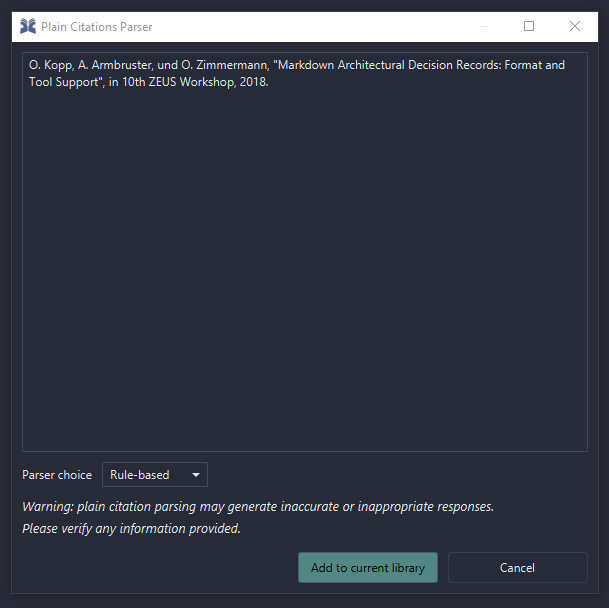 Plain Citations Parser
O. Kopp, A. Armbruster, und O. Zimmermann, "Markdown Architectural Decision Records: Format and
Tool Support", in 10th ZEUS Workshop, 2018.
Parser choice Rule-based
Warning: plain citation parsing may generate inaccurate or inappropriate responses.
Please verify any information provided.
Add to current library Cancel